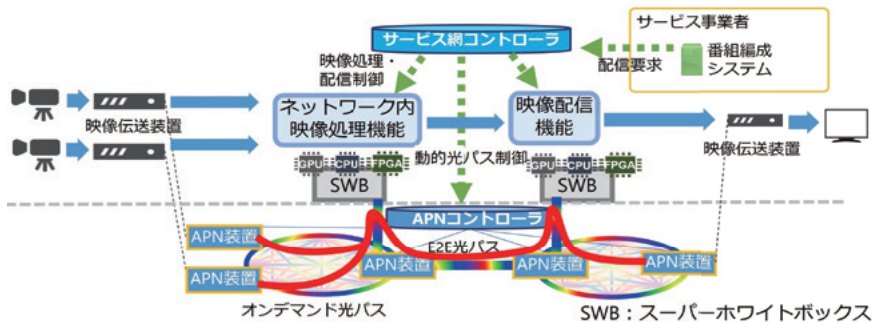 サービス事業者
サービス網コントローラ
配信要求
番組編成
システム
映像処理・
配信制御
ネットワーク内
映像処理機能
映像配信
機能
映像伝送装置
映像伝送装置
GPU
CPU
FPGA
SWB
動的光パス制御
GPU
CPU
FPGA
SWB
APNコントローラ
APN装置
E2E光パス
APN装置
APN装置
APN装置
APN装置
オンデマンド光パス
SWB：スーパーホワイトボックス